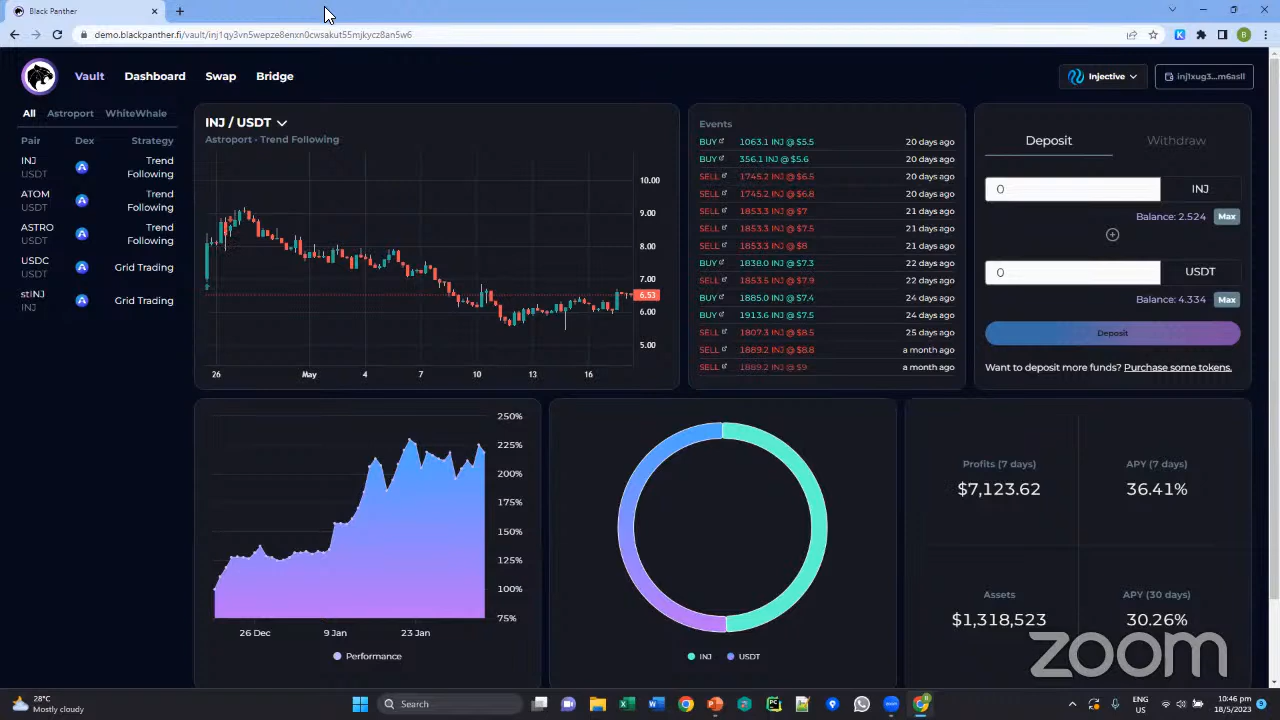 Black Panther
demo.blackpanther.fi/vault/inj1qy3vn5wepze8enxn0cwsakut55mjkycz8an5w6
B
Vault Dashboard Swap Bridge
Injective
inj1xug3...m6asll
All Astroport WhiteWhale
Pair Dex Strategy
INJ
USDT
Trend
Following
ATOM
USDT
Trend
Following
ASTRO
USDT
Trend
Following
USDC
USDT
Grid Trading
stINJ
INJ
Grid Trading
INJ / USDT
Astroport - Trend Following
10.00
9.00
8.00
7.00
6.53
6.00
5.00
26 May 4 7 10 13 16
Events
BUY 1063.1 INJ @ $5.5 20 days ago
BUY 356.1 INJ @ $5.6 20 days ago
SELL 1745.2 INJ @ $6.5 20 days ago
SELL 1745.2 INJ @ $6.8 20 days ago
SELL 1853.3 INJ @ $7 21 days ago
SELL 1853.3 INJ @ $7.5 21 days ago
SELL 1853.3 INJ @ $8 21 days ago
BUY 1838.0 INJ @ $7.3 22 days ago
SELL 1853.5 INJ @ $7.9 22 days ago
BUY 1885.0 INJ @ $7.4 24 days ago
BUY 1913.6 INJ @ $7.5 24 days ago
SELL 1807.3 INJ @ $8.5 25 days ago
SELL 1889.2 INJ @ $8.8 a month ago
SELL 1889.2 INJ @ $9 a month ago
Deposit Withdraw
0 INJ
Balance: 2.524 Max
0 USDT
Balance: 4.334 Max
Deposit
Want to deposit more funds? Purchase some tokens.
250%
225%
200%
175%
150%
125%
100%
75%
26 Dec 9 Jan 23 Jan
Performance
INJ USDT
Profits (7 days)
$7,123.62
APY (7 days)
36.41%
Assets
$1,318,523
APY (30 days)
30.26%
zoom
28°C
Mostly cloudy
Search
ENG
US
10:46 pm
18/5/2023